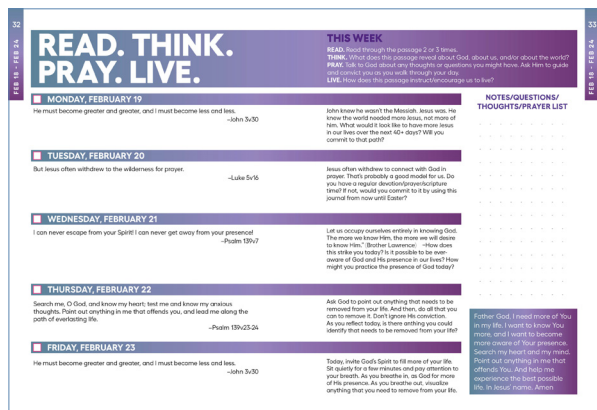 32
FEB 18 - FEB 24
READ. THINK.
PRAY. LIVE.
THIS WEEK
READ. Read through the passage 2 or 3 times.
THINK. What does this passage reveal about God, about us, and/or about the world?
PRAY. Talk to God about any thoughts or questions you might have. Ask Him to guide
and convict you as you walk through your day.
LIVE. How does this passage instruct/encourage us to live?
33
FEB 18 - FEB 24
MONDAY, FEBRUARY 19
He must become greater and greater, and I must become less and less.
~John 3v30
John knew he wasn't the Messiah. Jesus was. He
know the world needed more Jesus, not more of
him. What would it look like to have more Jesus
in our lives over the next 40+ days? Will you
commit to that path?
TUESDAY, FEBRUARY 20
But Jesus often withdrew to the wilderness for prayer.
~Luke 5v16
Jesus often withdrew to connect with God in
prayer. That's probably a good model for us. Do
you have a regular devotion/prayer/scripture
time? If not, would you commit to it by using this
journal from now until Easter?
WEDNESDAY, FEBRUARY 21
I can never escape from your Spirit! I can never get away from your presence!
~Psalm 139v7
Let us occupy ourselves entirely in knowing God.
The more we know Him, the more we will desire
to know Him." (Brother Lawrence) ~How does
this strike you today? Is it possible to be ever-
aware of God and His presence in our lives? How
might you practice the presence of God today?
THURSDAY, FEBRUARY 22
Search me, O God, and know my heart; test me and know my anxious
thoughts. Point out anything in me that offends you, and lead me along the
path of everlasting life.
~Psalm 139v23-24
Ask God to point out anything that needs to be
removed from your life. And then, do all that you
can to remove it. Don't ignore His conviction.
As you reflect today, is there anthing you could
identify that needs to be removed from your life?
FRIDAY, FEBRUARY 23
He must become greater and greater, and I must become less and less.
~John 3v30
Today, invite God's Spirit to fill more of your life.
Sit quietly for a few minutes and pay attention to
your breath. As you breathe in, as God for more
of His presence. As you breathe out, visualize
anything that you need to remove from your life.
NOTES/QUESTIONS/
THOUGHTS/PRAYER LIST
Father God, I need more of You
in my life. I want to know You
more, and I want to become
more aware of Your presence.
Search my heart and my mind.
Point out anything in me that
offends You. And help me
experience the best possible
life. In Jesus' name. Amen